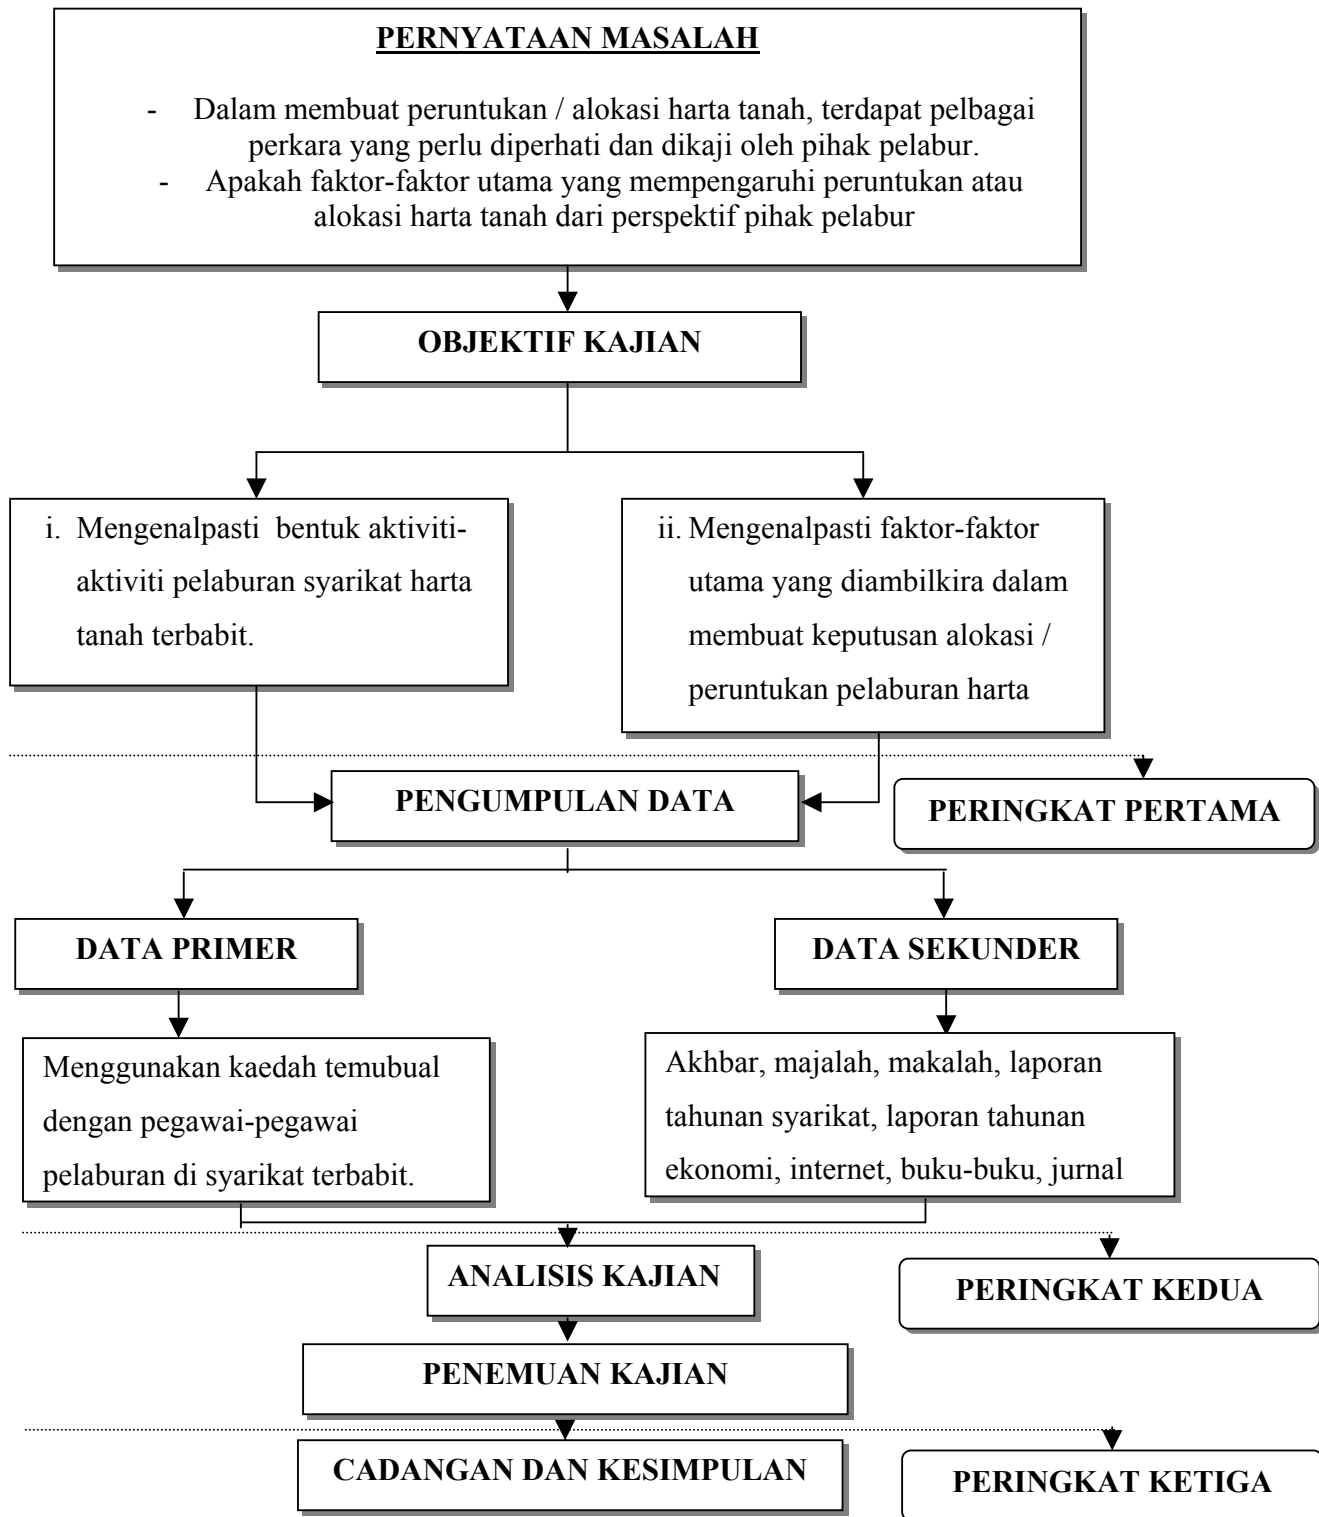 PERNYATAAN MASALAH
- Dalam membuat peruntukan / alokasi harta tanah, terdapat pelbagai
perkara yang perlu diperhati dan dikaji oleh pihak pelabur.
- Apakah faktor-faktor utama yang mempengaruhi peruntukan atau
alokasi harta tanah dari perspektif pihak pelabur
OBJEKTIF KAJIAN
i. Mengenalpasti bentuk aktiviti-
aktiviti pelaburan syarikat harta
tanah terbabit.
ii. Mengenalpasti faktor-faktor
utama yang diambilkira dalam
membuat keputusan alokasi /
peruntukan pelaburan harta
PENGUMPULAN DATA
PERINGKAT PERTAMA
DATA PRIMER
DATA SEKUNDER
Menggunakan kaedah temubual
dengan pegawai-pegawai
pelaburan di syarikat terbabit.
Akhbar, majalah, makalah, laporan
tahunan syarikat, laporan tahunan
ekonomi, internet, buku-buku, jurnal
ANALISIS KAJIAN
PERINGKAT KEDUA
PENEMUAN KAJIAN
CADANGAN DAN KESIMPULAN
PERINGKAT KETIGA